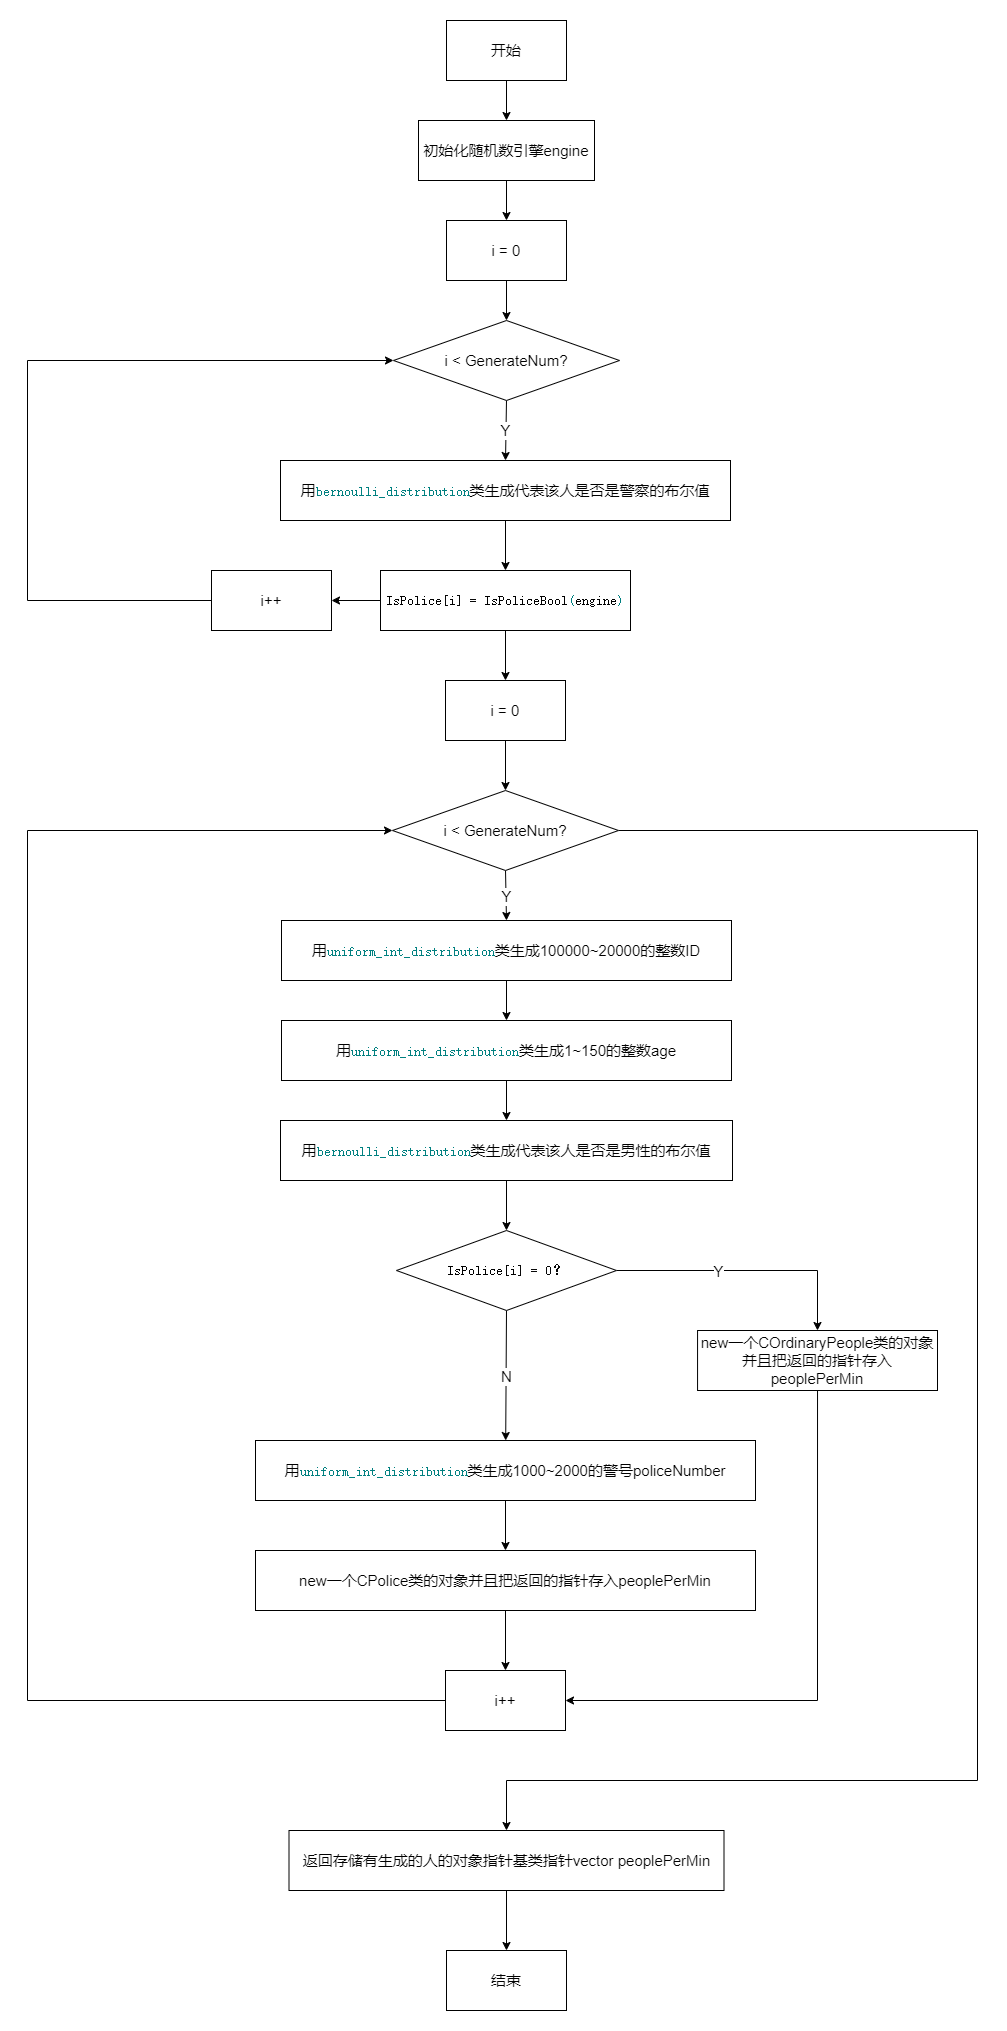 开始
初始化随机数引擎engine
i = 0
i < GenerateNum?
Y
用bernoulli_distribution类生成代表该人是否是警察的布尔值
i++
IsPolice[i] = IsPoliceBool(engine)
i = 0
i < GenerateNum?
Y
用uniform_int_distribution类生成100000~20000的整数ID
用uniform_int_distribution类生成1~150的整数age
用bernoulli_distribution类生成代表该人是否是男性的布尔值
IsPolice[i] = 0?
Y
new一个COrdinaryPeople类的对象
并且把返回的指针存入
peoplePerMin
N
用uniform_int_distribution类生成1000~2000的警号policeNumber
new一个CPolice类的对象并且把返回的指针存入peoplePerMin
i++
返回存储有生成的人的对象指针基类指针vector peoplePerMin
结束